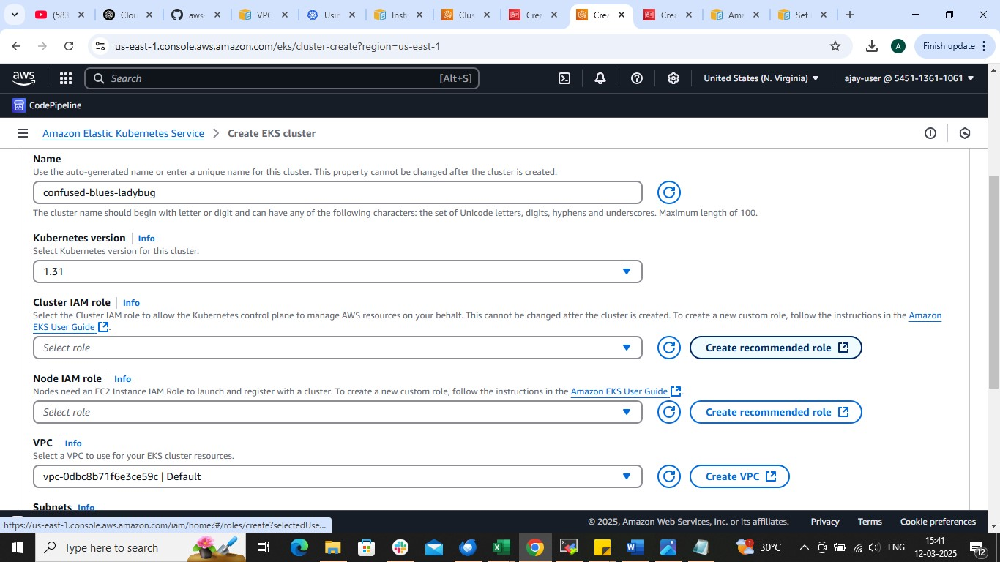 (583
Clou
aws-
VPC
Usin
Insta
Clus
Crea
Crea
Crea
Ama
Set
us-east-1.console.aws.amazon.com/eks/cluster-create?region=us-east-1
A
Finish update
aws
Search
[Alt+S]
United States (N. Virginia)
ajay-user @ 5451-1361-1061
CodePipeline
Amazon Elastic Kubernetes Service > Create EKS cluster
Name
Use the auto-generated name or enter a unique name for this cluster. This property cannot be changed after the cluster is created.
confused-blues-ladybug
The cluster name should begin with letter or digit and can have any of the following characters: the set of Unicode letters, digits, hyphens and underscores. Maximum length of 100.
Kubernetes version | Info
Select Kubernetes version for this cluster.
1.31
Cluster IAM role | Info
Select the Cluster IAM role to allow the Kubernetes control plane to manage AWS resources on your behalf. This cannot be changed after the cluster is created. To create a new custom role, follow the instructions in the Amazon
EKS User Guide.
Select role
Create recommended role
Node IAM role | Info
Nodes need an EC2 Instance IAM Role to launch and register with a cluster. To create a new custom role, follow the instructions in the Amazon EKS User Guide.
Select role
Create recommended role
VPC | Info
Select a VPC to use for your EKS cluster resources.
vpc-0dbc8b71f6e3ce59c | Default
Create VPC
Subnets Info
https://us-east-1.console.aws.amazon.com/iam/home?#/roles/create?selectedUse...
© 2025, Amazon Web Services, Inc. or its affiliates.
Privacy
Terms
Cookie preferences
Type here to search
1
30°C
ENG
15:41
12-03-2025
12